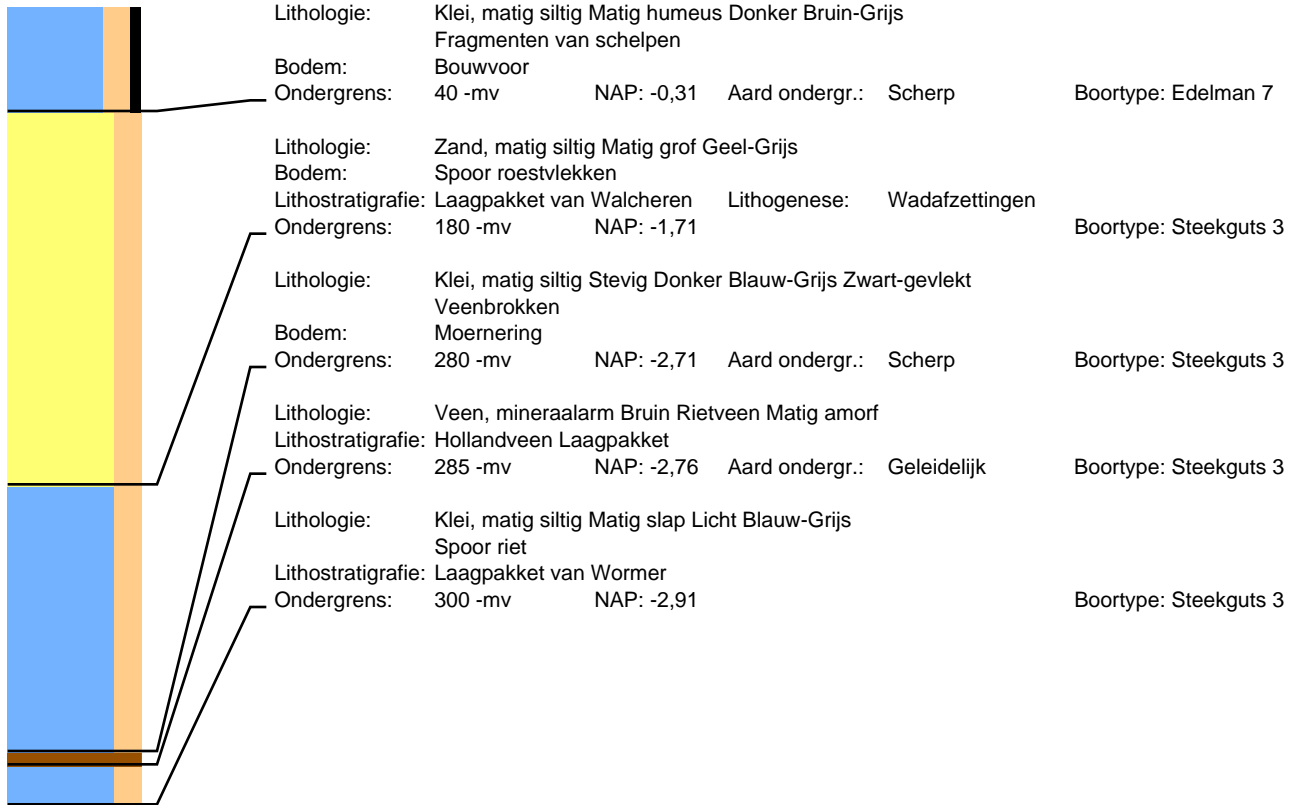 Lithologie: Klei, matig siltig Matig humeus Donker Bruin-Grijs
Fragmenten van schelpen
Bodem: Bouwvoor
Ondergrens: 40 -mv NAP: -0,31 Aard ondergr.: Scherp Boortype: Edelman 7
Lithologie: Zand, matig siltig Matig grof Geel-Grijs
Bodem: Spoor roestvlekken
Lithostratigrafie: Laagpakket van Walcheren Lithogenese: Wadafzettingen
Ondergrens: 180 -mv NAP: -1,71 Boortype: Steekguts 3
Lithologie: Klei, matig siltig Stevig Donker Blauw-Grijs Zwart-gevlekt
Veenbrokken
Bodem: Moernering
Ondergrens: 280 -mv NAP: -2,71 Aard ondergr.: Scherp Boortype: Steekguts 3
Lithologie: Veen, mineraalarm Bruin Rietveen Matig amorf
Lithostratigrafie: Hollandveen Laagpakket
Ondergrens: 285 -mv NAP: -2,76 Aard ondergr.: Geleidelijk Boortype: Steekguts 3
Lithologie: Klei, matig siltig Matig slap Licht Blauw-Grijs
Spoor riet
Lithostratigrafie: Laagpakket van Wormer
Ondergrens: 300 -mv NAP: -2,91 Boortype: Steekguts 3